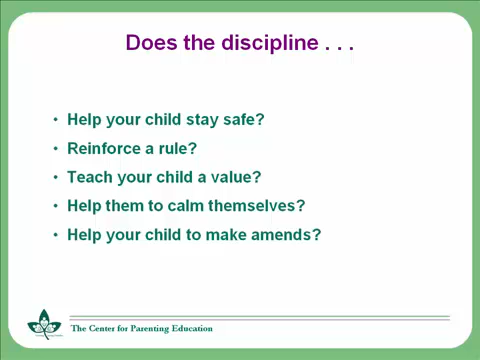 Does the discipline . . .
• Help your child stay safe?
• Reinforce a rule?
• Teach your child a value?
• Help them to calm themselves?
• Help your child to make amends?
The Center for Parenting Education